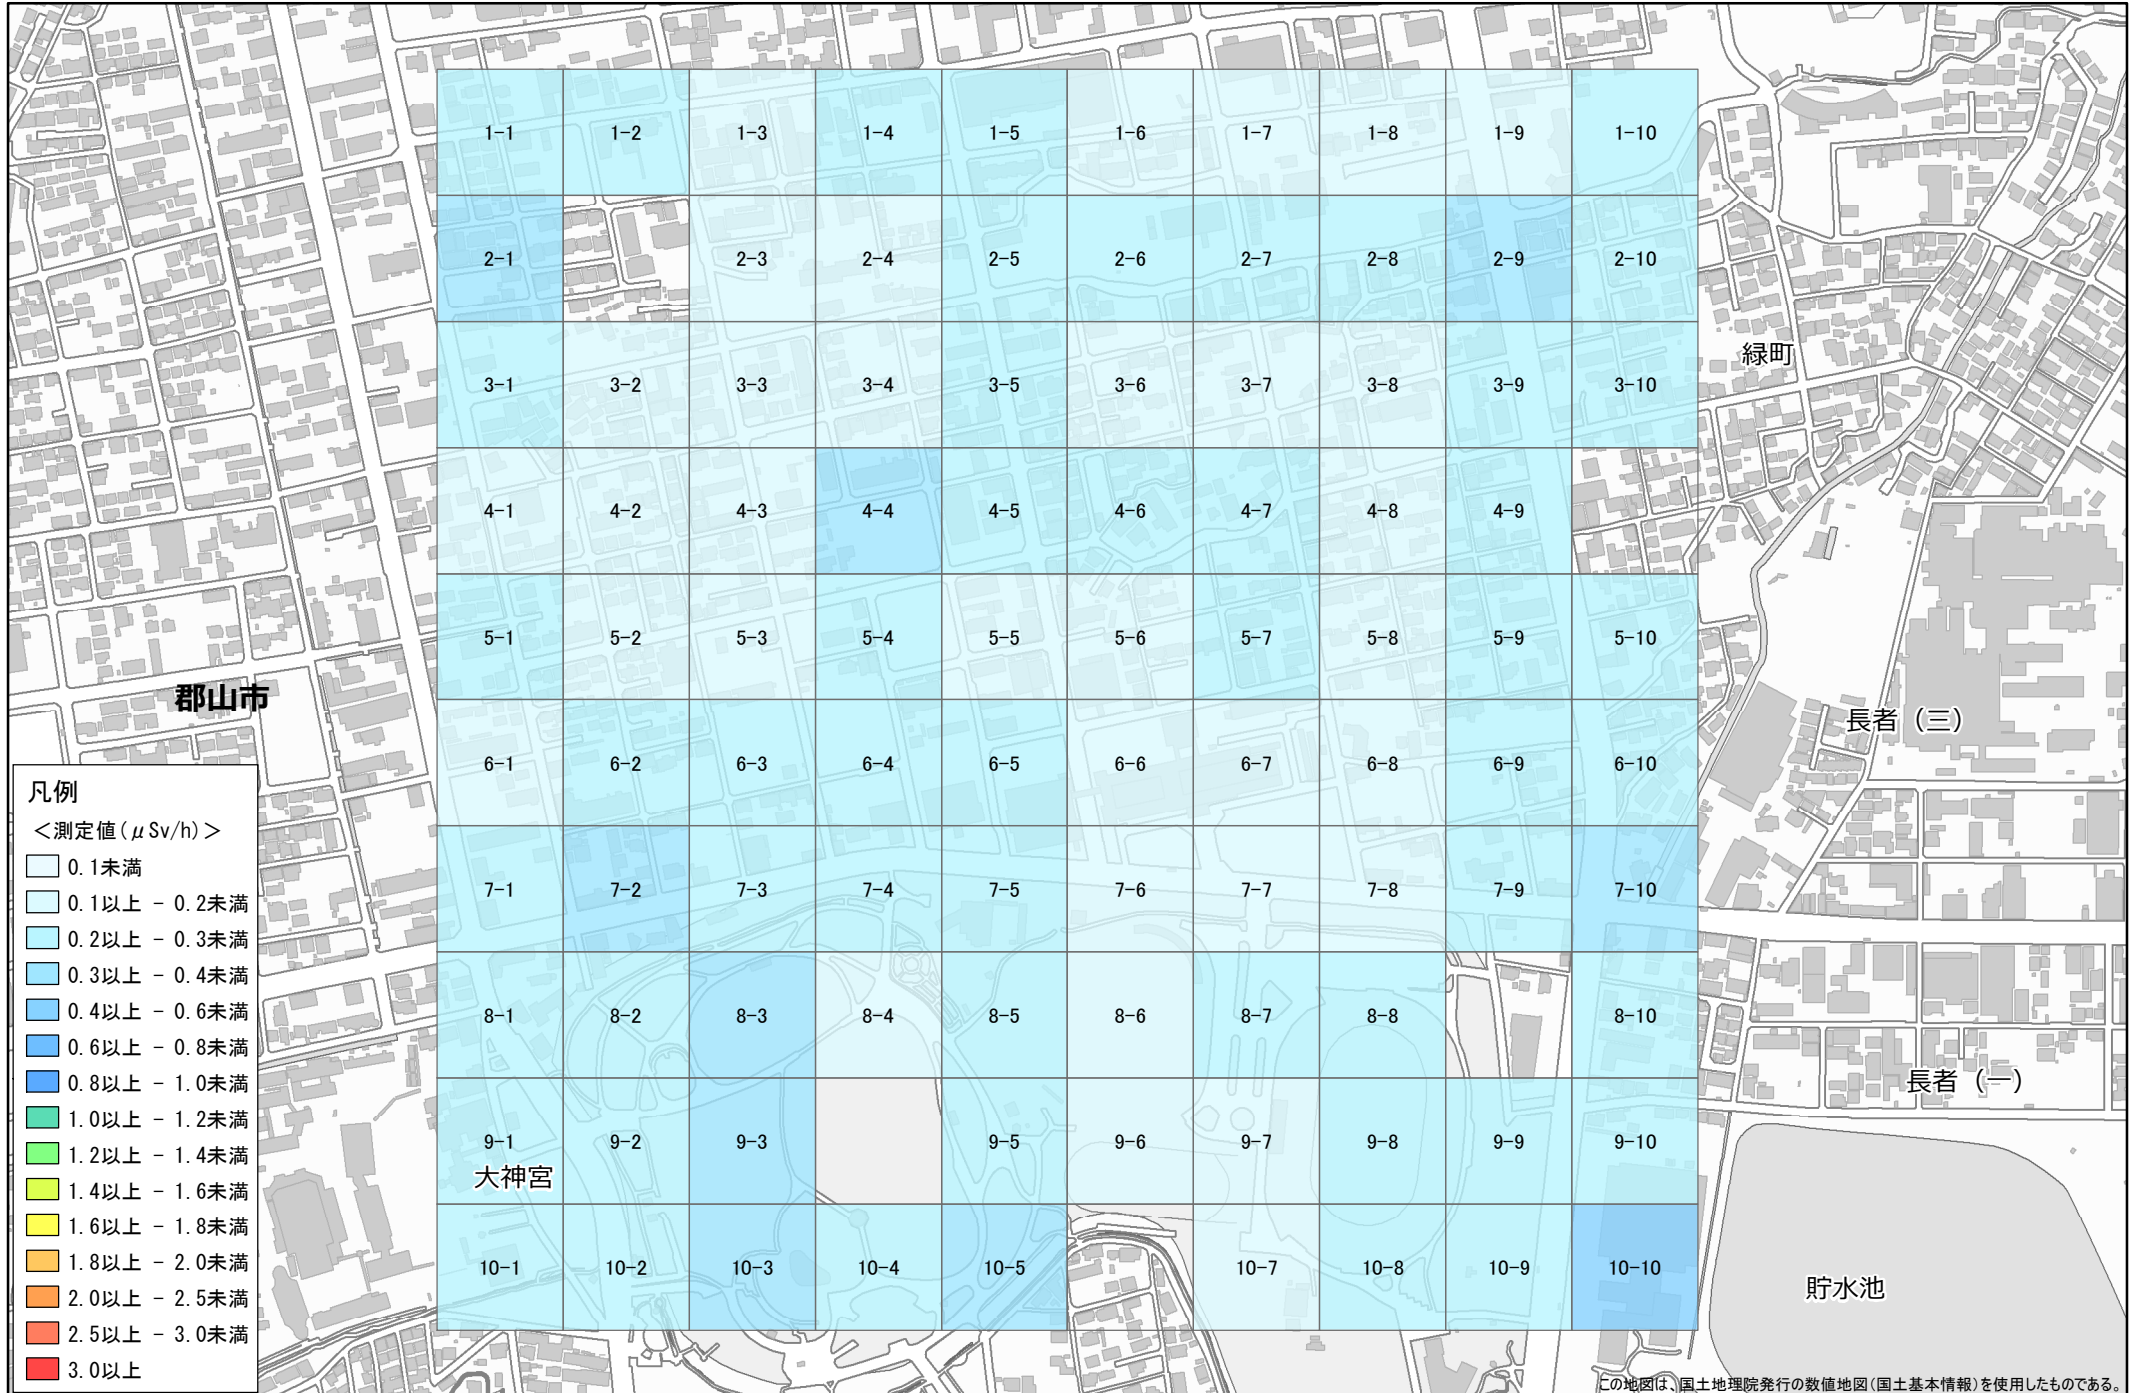 1-1 1-2 1-3 1-4 1-5 1-6 1-7 1-8 1-9 1-10
2-1 2-3 2-4 2-5 2-6 2-7 2-8 2-9 2-10
緑町
3-1 3-2 3-3 3-4 3-5 3-6 3-7 3-8 3-9 3-10
4-1 4-2 4-3 4-4 4-5 4-6 4-7 4-8 4-9
5-1 5-2 5-3 5-4 5-5 5-6 5-7 5-8 5-9 5-10
郡山市
長者（三）
6-1 6-2 6-3 6-4 6-5 6-6 6-7 6-8 6-9 6-10
7-1 7-2 7-3 7-4 7-5 7-6 7-7 7-8 7-9 7-10
8-1 8-2 8-3 8-4 8-5 8-6 8-7 8-8 8-10
長者（一）
9-1 9-2 9-3 9-5 9-6 9-7 9-8 9-9 9-10
大神宮
10-1 10-2 10-3 10-4 10-5 10-7 10-8 10-9 10-10
貯水池
凡例
＜測定値（μSv/h）＞
0.1未満
0.1以上 － 0.2未満
0.2以上 － 0.3未満
0.3以上 － 0.4未満
0.4以上 － 0.6未満
0.6以上 － 0.8未満
0.8以上 － 1.0未満
1.0以上 － 1.2未満
1.2以上 － 1.4未満
1.4以上 － 1.6未満
1.6以上 － 1.8未満
1.8以上 － 2.0未満
2.0以上 － 2.5未満
2.5以上 － 3.0未満
3.0以上
この地図は、国土地理院発行の数値地図（国土基本情報）を使用したものである。